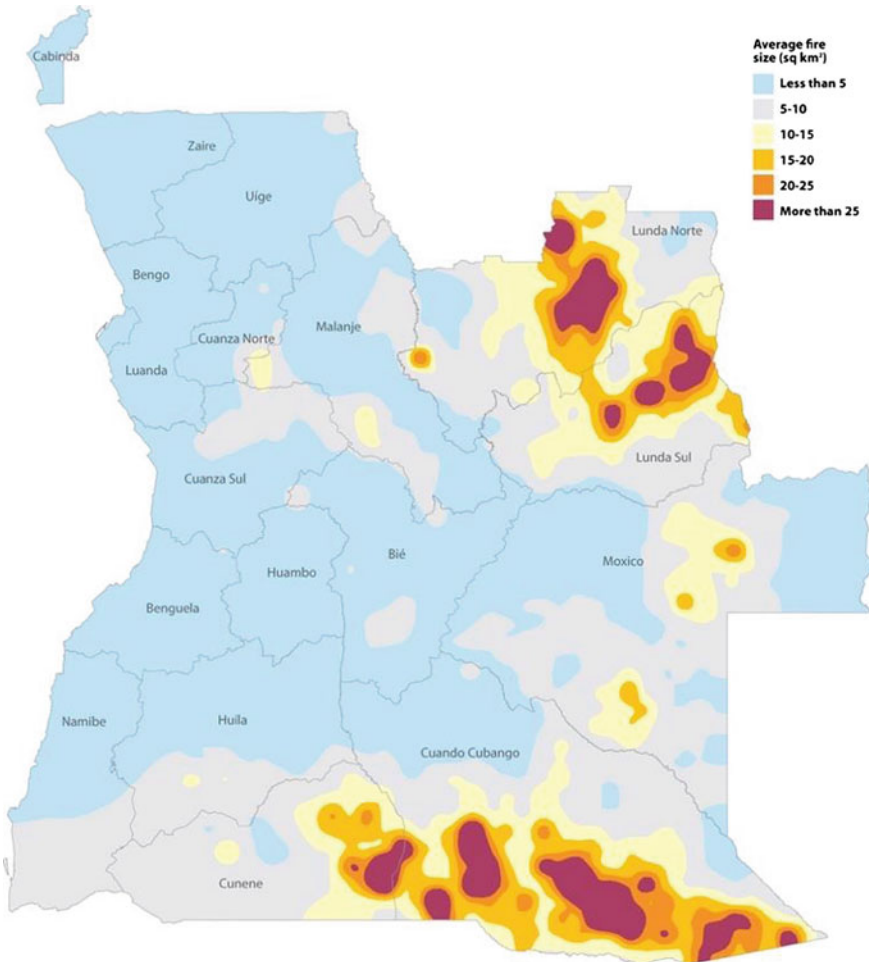 Average fire
size (sq km²)
Less than 5
5-10
10-15
15-20
20-25
More than 25
Cabinda
Zaire
Uíge
Lunda Norte
Bengo
Malanje
Cuanza Norte
Luanda
Lunda Sul
Cuanza Sul
Bié
Moxico
Huambo
Benguela
Namibe
Huila
Cuando Cubango
Cunene